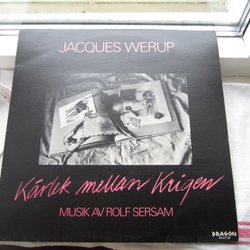 JACQUES WERUP
Kärlek mellan Krigen
MUSIK AV ROLF SERSAM
DRAGON